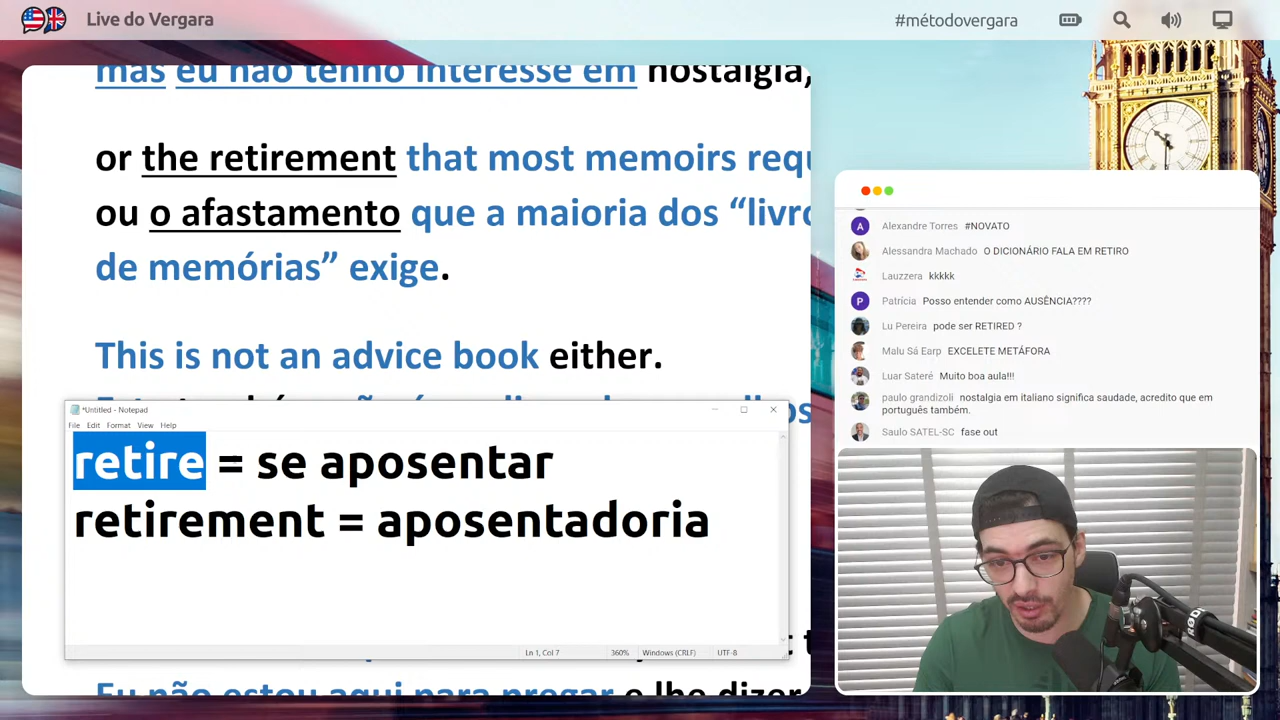 Live do Vergara
#métodovergara
mas eu não tenho interesse em nostalgia,
or the retirement that most memoirs requ
ou o afastamento que a maioria dos “livro
de memórias” exige.
This is not an advice book either.
*Untitled - Notepad
File Edit Format View Help
retire = se aposentar
retirement = aposentadoria
Ln 1, Col 7 360% Windows (CRLF) UTF-8
Eu não estou aqui para pregar e lhe dizer
Alexandre Torres #NOVATO
Alessandra Machado O DICIONÁRIO FALA EM RETIRO
Lauzzera kkkkk
Patrícia Posso entender como AUSÊNCIA????
Lu Pereira pode ser RETIRED ?
Malu Sá Earp EXCELETE METÁFORA
Luar Sateré Muito boa aula!!!
paulo grandizoli nostalgia em italiano significa saudade, acredito que em
português também.
Saulo SATEL-SC fase out